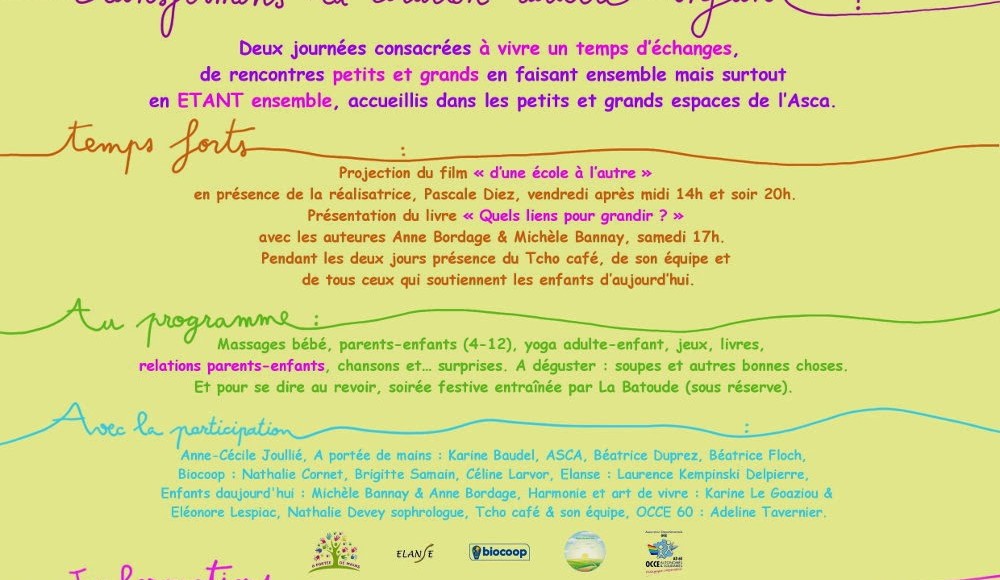 Transformons la relation adulte enfant !
Deux journées consacrées à vivre un temps d'échanges,
de rencontres petits et grands en faisant ensemble mais surtout
en ETANT ensemble, accueillis dans les petits et grands espaces de l'Asca.
temps forts :
Projection du film « d'une école à l'autre »
en présence de la réalisatrice, Pascale Diez, vendredi après midi 14h et soir 20h.
Présentation du livre « Quels liens pour grandir ? »
avec les auteures Anne Bordage & Michèle Bannay, samedi 17h.
Pendant les deux jours présence du Tcho café, de son équipe et
de tous ceux qui soutiennent les enfants d'aujourd'hui.
Au programme :
Massages bébé, parents-enfants (4-12), yoga adulte-enfant, jeux, livres,
relations parents-enfants, chansons et... surprises. A déguster : soupes et autres bonnes choses.
Et pour se dire au revoir, soirée festive entraînée par La Batoude (sous réserve).
Avec la participation :
Anne-Cécile Joullié, A portée de mains : Karine Baudel, ASCA, Béatrice Duprez, Béatrice Floch,
Biocoop : Nathalie Cornet, Brigitte Samain, Céline Larvor, Elanse : Laurence Kempinski Delpierre,
Enfants daujourd'hui : Michèle Bannay & Anne Bordage, Harmonie et art de vivre : Karine Le Goaziou &
Eléonore Lespiac, Nathalie Devey sophrologue, Tcho café & son équipe, OCCE 60 : Adeline Tavernier.
A PORTÉE DE MAINS
ELANSE
biocoop
OCCE
Informations